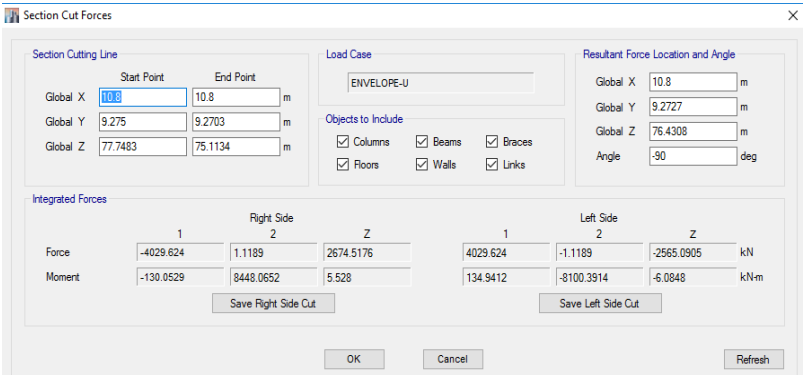 Section Cut Forces
Section Cutting Line
Start Point End Point
Global X 10.8 10.8 m
Global Y 9.275 9.2703 m
Global Z 77.7483 75.1134 m
Load Case
ENVELOPE-U
Objects to Include
Columns Beams Braces
Floors Walls Links
Resultant Force Location and Angle
Global X 10.8 m
Global Y 9.2727 m
Global Z 76.4308 m
Angle -90 deg
Integrated Forces
Right Side Left Side
1 2 Z 1 2 Z
Force -4029.624 1.1189 2674.5176 4029.624 -1.1189 -2565.0905 kN
Moment -130.0529 8448.0652 5.528 134.9412 -8100.3914 -6.0848 kN-m
Save Right Side Cut Save Left Side Cut
OK Cancel Refresh